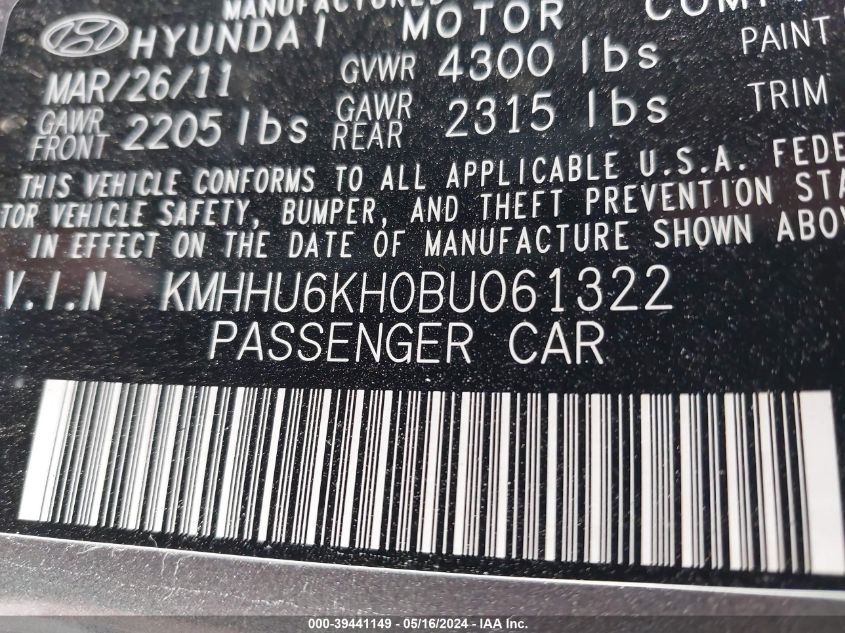 MANUFACTURED
HYUNDAI MOTOR COMP
MAR/26/11 GVWR 4300 lbs PAINT
GAWR FRONT 2205 lbs GAWR REAR 2315 lbs TRIM
THIS VEHICLE CONFORMS TO ALL APPLICABLE U.S.A. FEDE
TOR VEHICLE SAFETY, BUMPER, AND THEFT PREVENTION STA
IN EFFECT ON THE DATE OF MANUFACTURE SHOWN ABO
V.I.N KMHHU6KH0BU061322
PASSENGER CAR
000-39441149 - 05/16/2024 - IAA Inc.